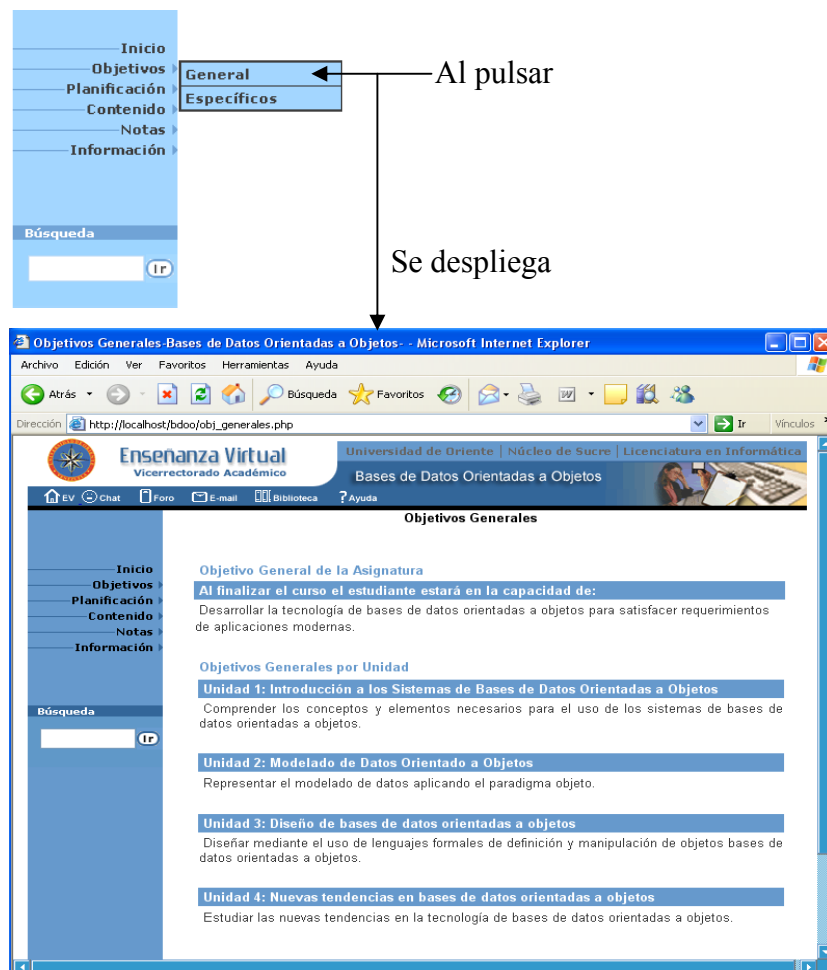 Inicio
Objetivos
General
Al pulsar
Planificación
Específicos
Contenido
Notas
Información
Búsqueda
Ir
Se despliega
Objetivos Generales-Bases de Datos Orientadas a Objetos- - Microsoft Internet Explorer
Archivo Edición Ver Favoritos Herramientas Ayuda
Atrás Búsqueda Favoritos
Dirección http://localhost/bdoo/obj_generales.php Ir Vínculos
Enseñanza Virtual
Vicerrectorado Académico
Universidad de Oriente | Núcleo de Sucre | Licenciatura en Informática
Bases de Datos Orientadas a Objetos
EV Chat Foro E-mail Biblioteca ? Ayuda
Objetivos Generales
Inicio
Objetivos
Planificación
Contenido
Notas
Información
Búsqueda
Ir
Objetivo General de la Asignatura
Al finalizar el curso el estudiante estará en la capacidad de:
Desarrollar la tecnología de bases de datos orientadas a objetos para satisfacer requerimientos
de aplicaciones modernas.
Objetivos Generales por Unidad
Unidad 1: Introducción a los Sistemas de Bases de Datos Orientadas a Objetos
Comprender los conceptos y elementos necesarios para el uso de los sistemas de bases de
datos orientadas a objetos.
Unidad 2: Modelado de Datos Orientado a Objetos
Representar el modelado de datos aplicando el paradigma objeto.
Unidad 3: Diseño de bases de datos orientadas a objetos
Diseñar mediante el uso de lenguajes formales de definición y manipulación de objetos bases de
datos orientadas a objetos.
Unidad 4: Nuevas tendencias en bases de datos orientadas a objetos
Estudiar las nuevas tendencias en la tecnología de bases de datos orientadas a objetos.